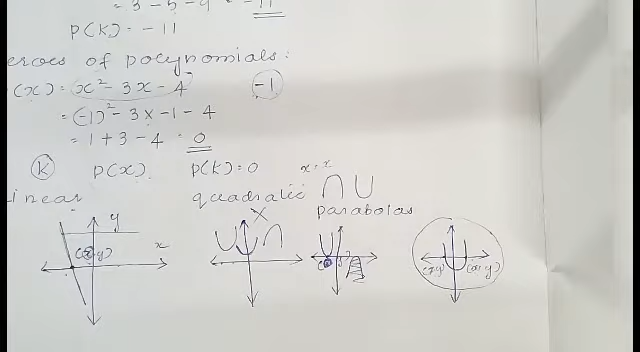 = 3 - 5 - 9 = -11
P(K) = -11
eroes of polynomials:
(x) = x² - 3x - 4 (-1)
= (-1)² - 3x - 1 - 4
= 1 + 3 - 4 = 0
(K) P(x) P(K) = 0
inear quadratic
parabolas
y
x